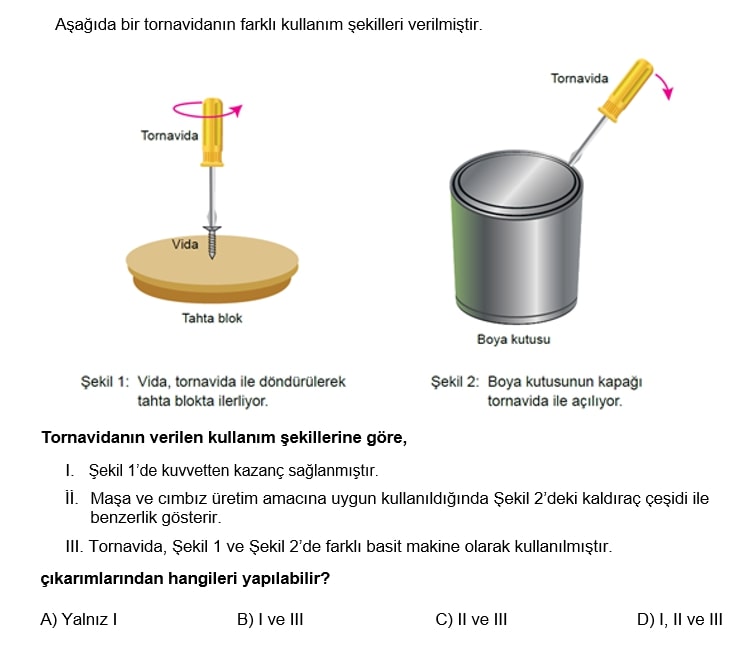 Aşağıda bir tornavidanın farklı kullanım şekilleri verilmiştir.
Tornavida
Tornavida
Vida
Tahta blok
Boya kutusu
Şekil 1: Vida, tornavida ile döndürülerek
tahta blokta ilerliyor.
Şekil 2: Boya kutusunun kapağı
tornavida ile açılıyor.
Tornavidanın verilen kullanım şekillerine göre,
I. Şekil 1'de kuvvetten kazanç sağlanmıştır.
İİ. Maşa ve cımbız üretim amacına uygun kullanıldığında Şekil 2'deki kaldıraç çeşidi ile
benzerlik gösterir.
III. Tornavida, Şekil 1 ve Şekil 2'de farklı basit makine olarak kullanılmıştır.
çıkarımlarından hangileri yapılabilir?
A) Yalnız I B) I ve III C) II ve III D) I, II ve III